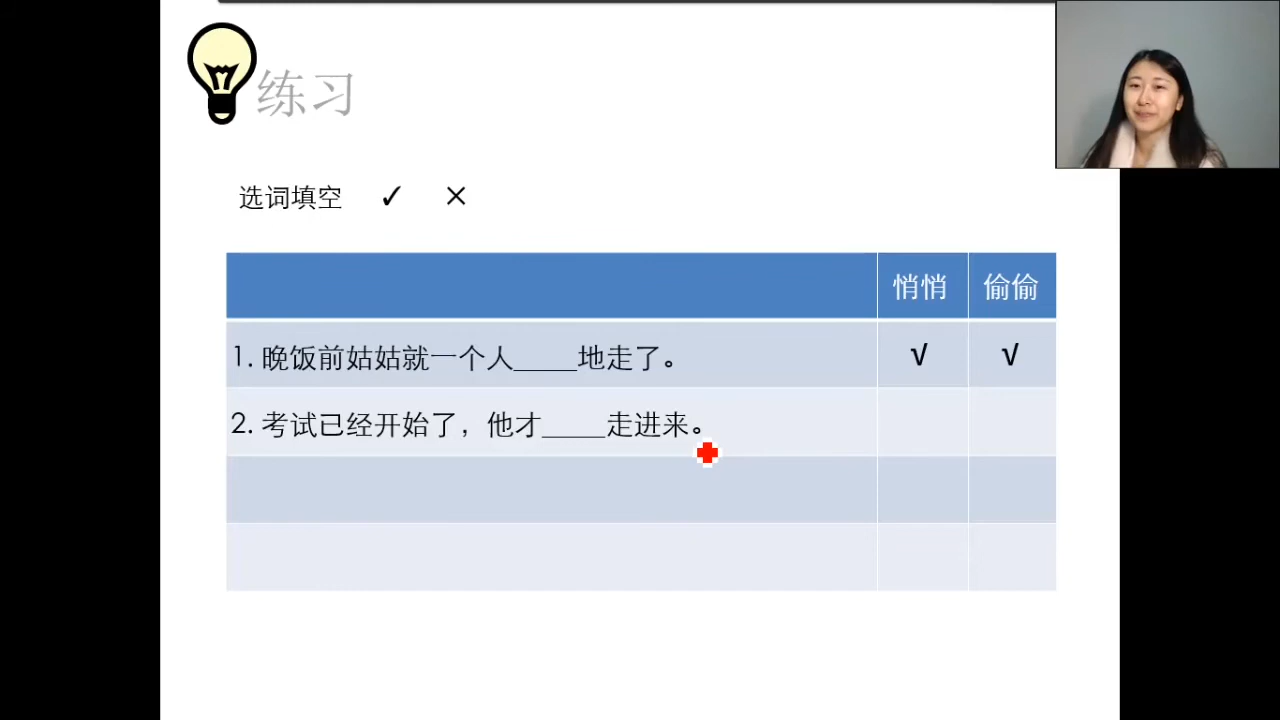 练习
选词填空 ✓ ×
悄悄 偷偷
1. 晚饭前姑姑就一个人____地走了。 √ √
2. 考试已经开始了，他才____走进来。